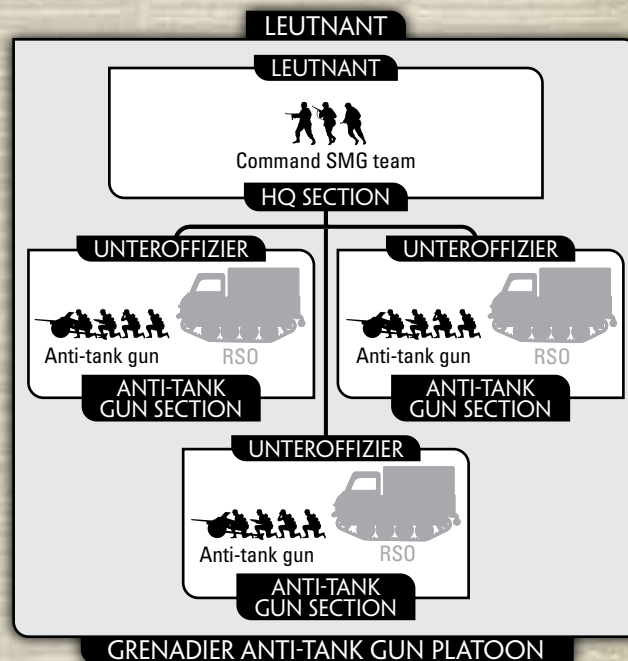 LEUTNANT
LEUTNANT
Command SMG team
HQ SECTION
UNTEROFFIZIER
Anti-tank gun
RSO
ANTI-TANK
GUN SECTION
UNTEROFFIZIER
Anti-tank gun
RSO
ANTI-TANK
GUN SECTION
UNTEROFFIZIER
Anti-tank gun
RSO
ANTI-TANK
GUN SECTION
GRENADIER ANTI-TANK GUN PLATOON